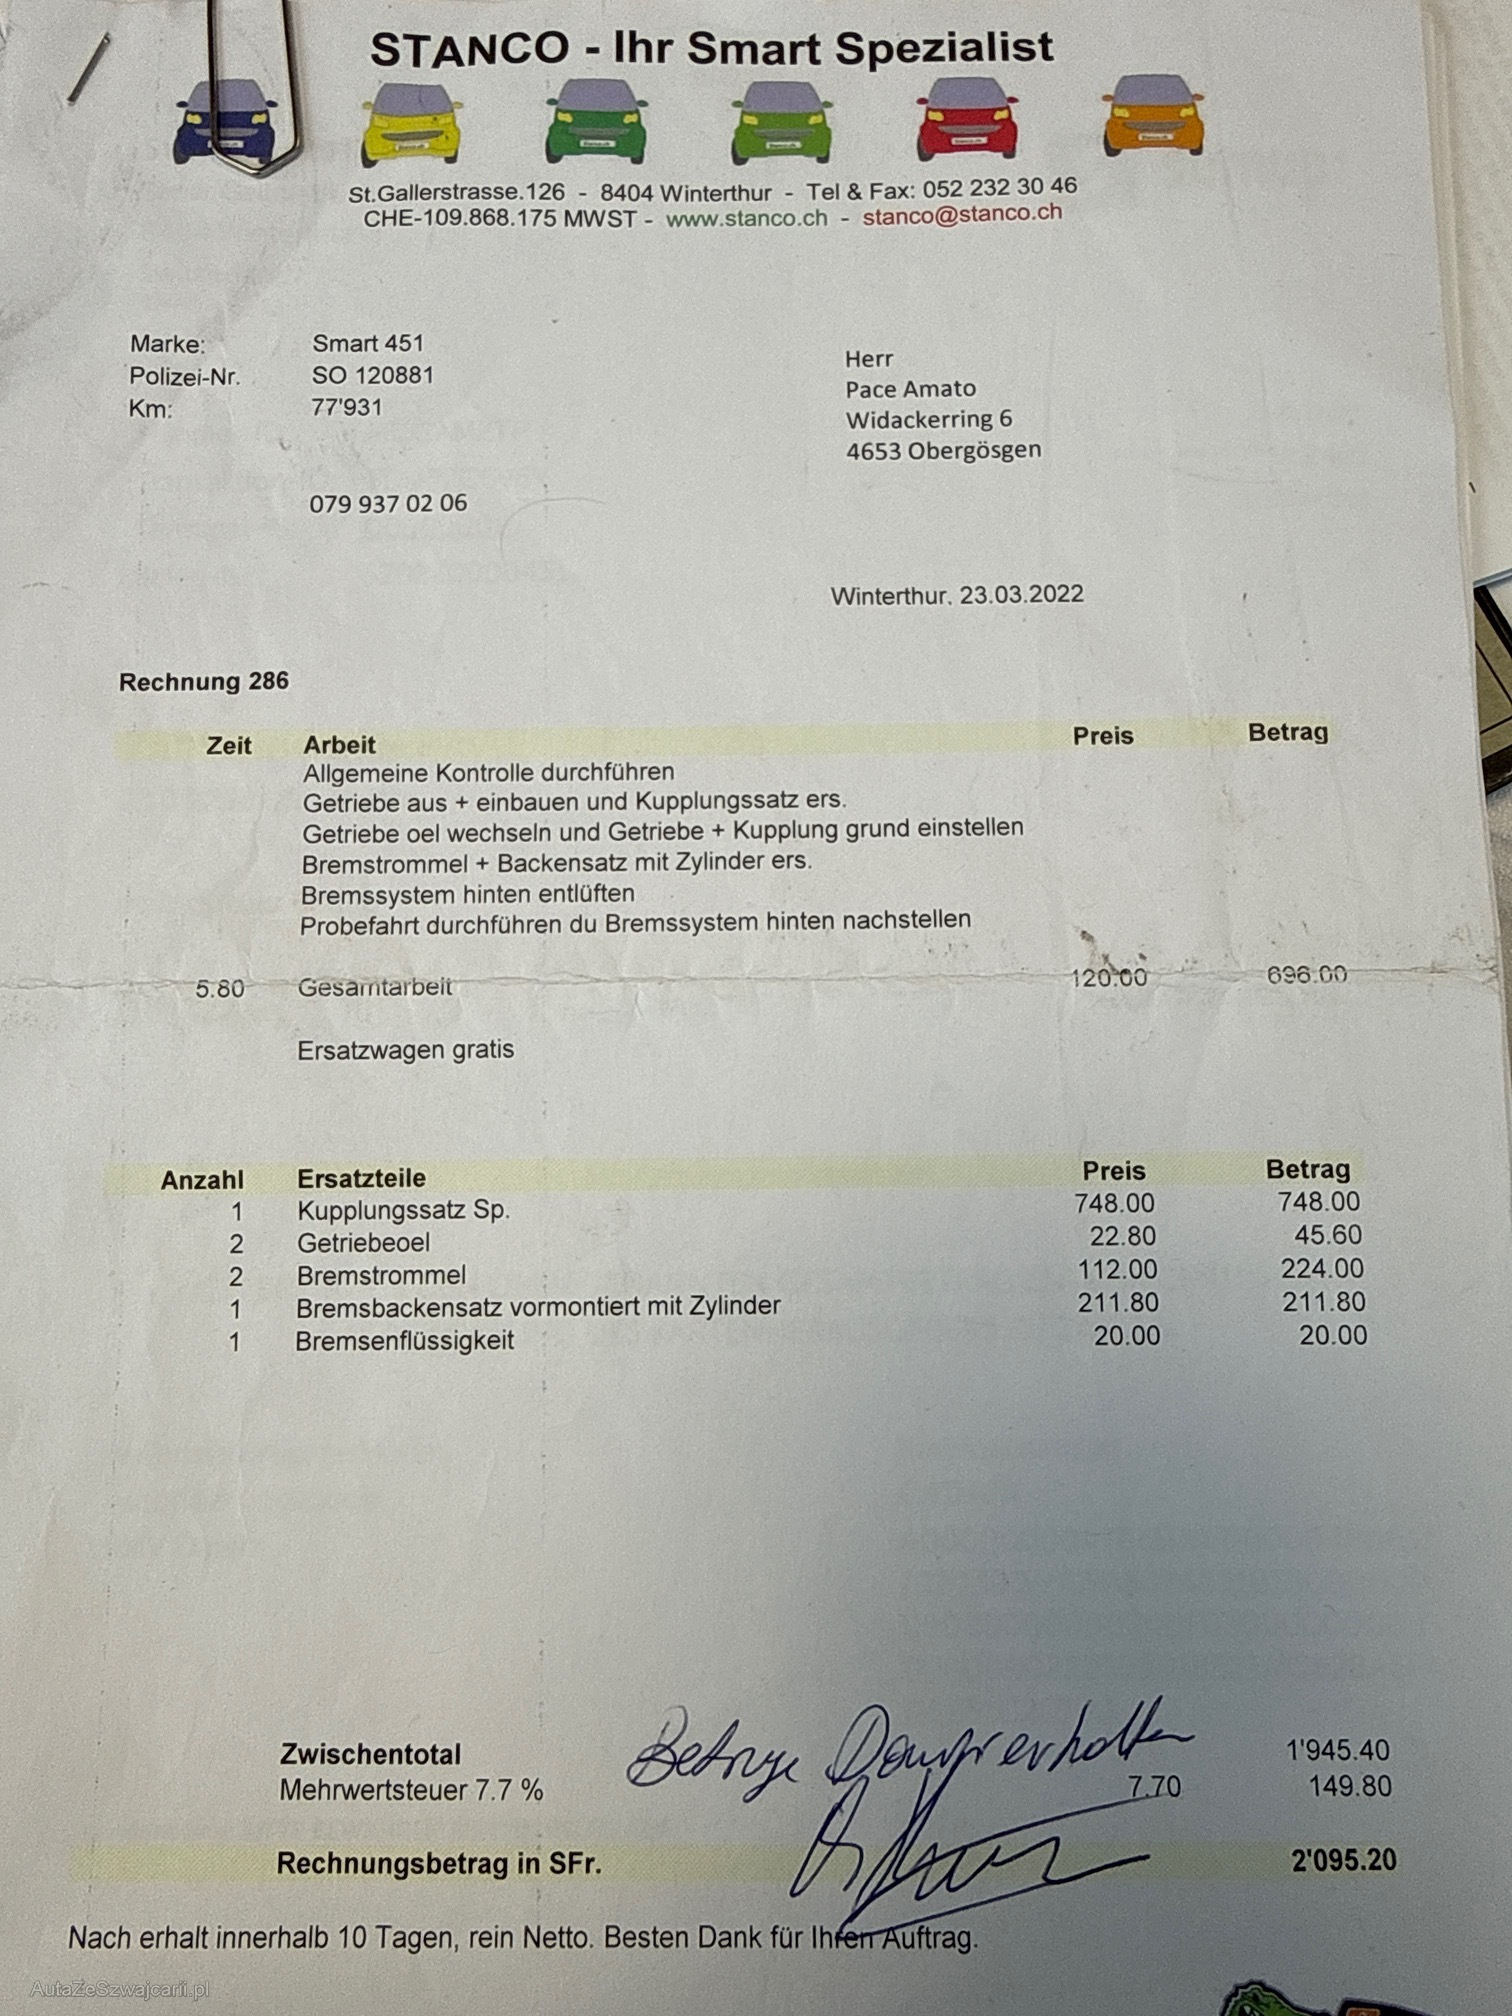 STANCO - Ihr Smart Spezialist
St.Gallerstrasse.126 - 8404 Winterthur - Tel & Fax: 052 232 30 46
CHE-109.868.175 MWST - www.stanco.ch - stanco@stanco.ch
Marke: Smart 451
Polizei-Nr. SO 120881
Km: 77'931
Herr
Pace Amato
Widackerring 6
4653 Obergösgen
079 937 02 06
Winterthur, 23.03.2022
Rechnung 286
Zeit Arbeit Preis Betrag
Allgemeine Kontrolle durchführen
Getriebe aus + einbauen und Kupplungssatz ers.
Getriebe oel wechseln und Getriebe + Kupplung grund einstellen
Bremstrommel + Backensatz mit Zylinder ers.
Bremssystem hinten entlüften
Probefahrt durchführen du Bremssystem hinten nachstellen
5.80 Gesamtarbeit 120.00 696.00
Ersatzwagen gratis
Anzahl Ersatzteile Preis Betrag
1 Kupplungssatz Sp. 748.00 748.00
2 Getriebeoel 22.80 45.60
2 Bremstrommel 112.00 224.00
1 Bremsbackensatz vormontiert mit Zylinder 211.80 211.80
1 Bremsenflüssigkeit 20.00 20.00
Zwischentotal 1'945.40
Mehrwertsteuer 7.7 % 7.70 149.80
erhalten
Rechnungsbetrag in SFr. 2'095.20
Nach erhalt innerhalb 10 Tagen, rein Netto. Besten Dank für Ihren Auftrag.
AutaZeSzwajcarii.pl